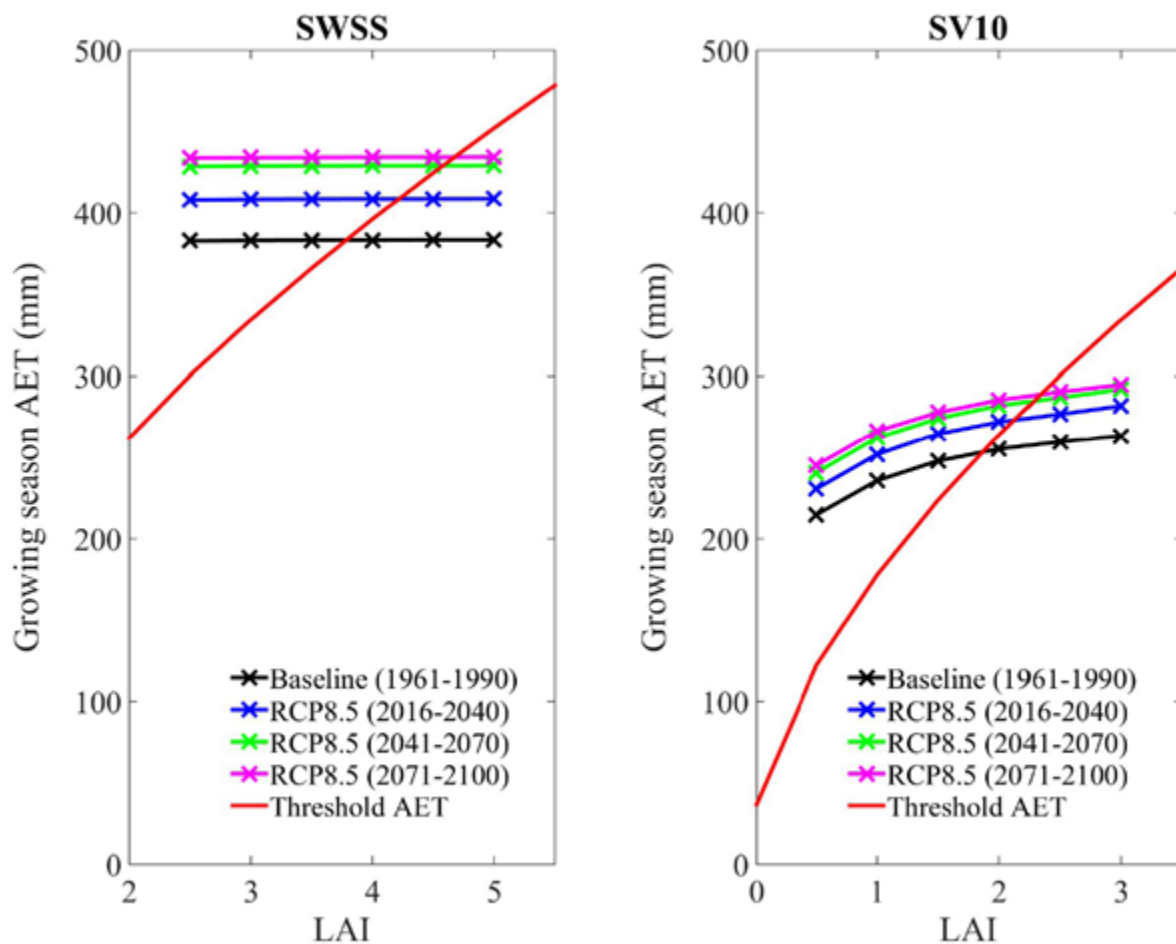 SWSS
500
400
300
200
100
0
Growing season AET (mm)
Baseline (1961-1990)
RCP8.5 (2016-2040)
RCP8.5 (2041-2070)
RCP8.5 (2071-2100)
Threshold AET
2 3 4 5
LAI
SV10
500
400
300
200
100
0
Growing season AET (mm)
Baseline (1961-1990)
RCP8.5 (2016-2040)
RCP8.5 (2041-2070)
RCP8.5 (2071-2100)
Threshold AET
0 1 2 3
LAI